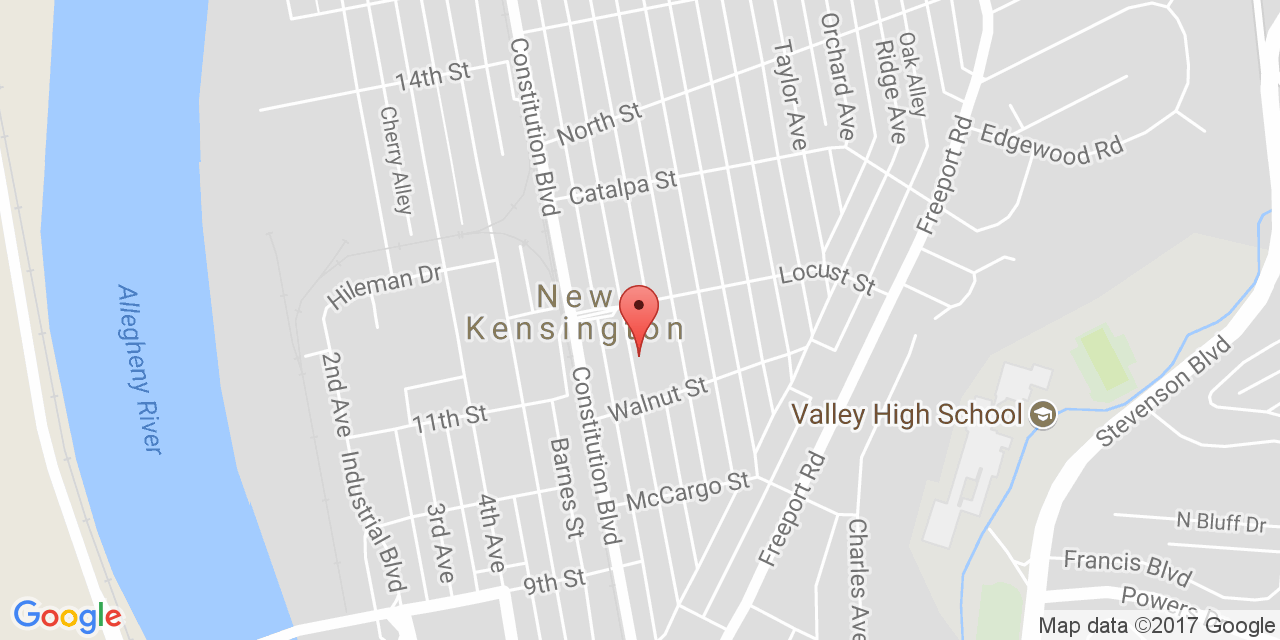 14th St
Cherry Alley
Constitution Blvd
North St
Catalpa St
Taylor Ave
Orchard Ave
Ridge Ave
Oak Alley
Freeport Rd
Edgewood Rd
Hileman Dr
New
Kensington
Locust St
Allegheny River
2nd Ave
Industrial Blvd
11th St
3rd Ave
4th Ave
Barnes St
Constitution Blvd
Walnut St
McCargo St
9th St
Freeport Rd
Charles Ave
Valley High School
Stevenson Blvd
N Bluff Dr
Francis Blvd
Powers
Google
Map data ©2017 Google